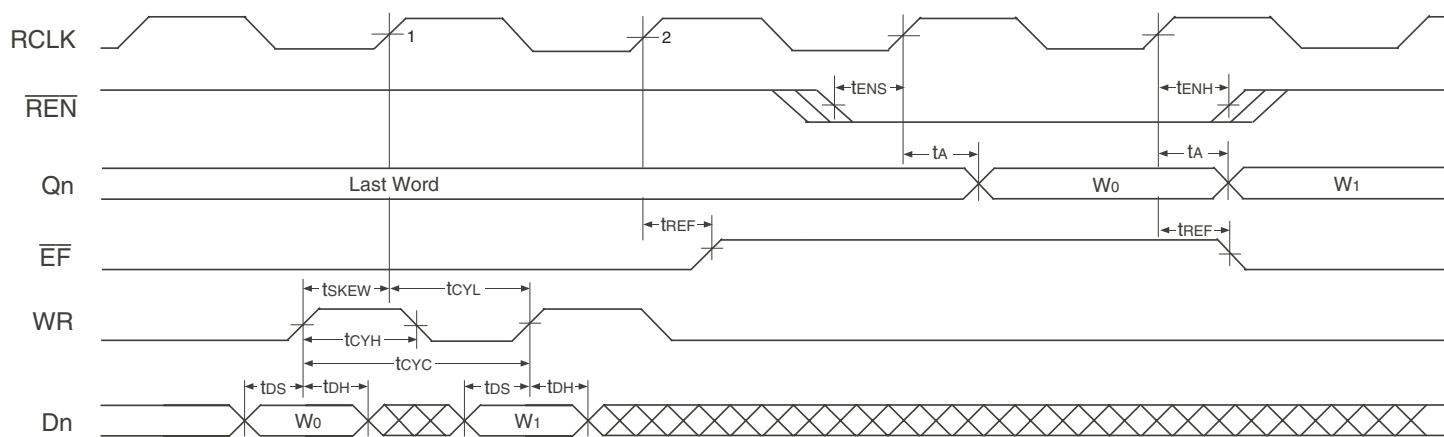 RCLK 1 2
REN tENS tENH
tA tA
Qn Last Word W0 W1
tREF tREF
EF
tSKEW tCYL
WR
tCYH
tCYC
tDS tDH tDS tDH
Dn W0 W1